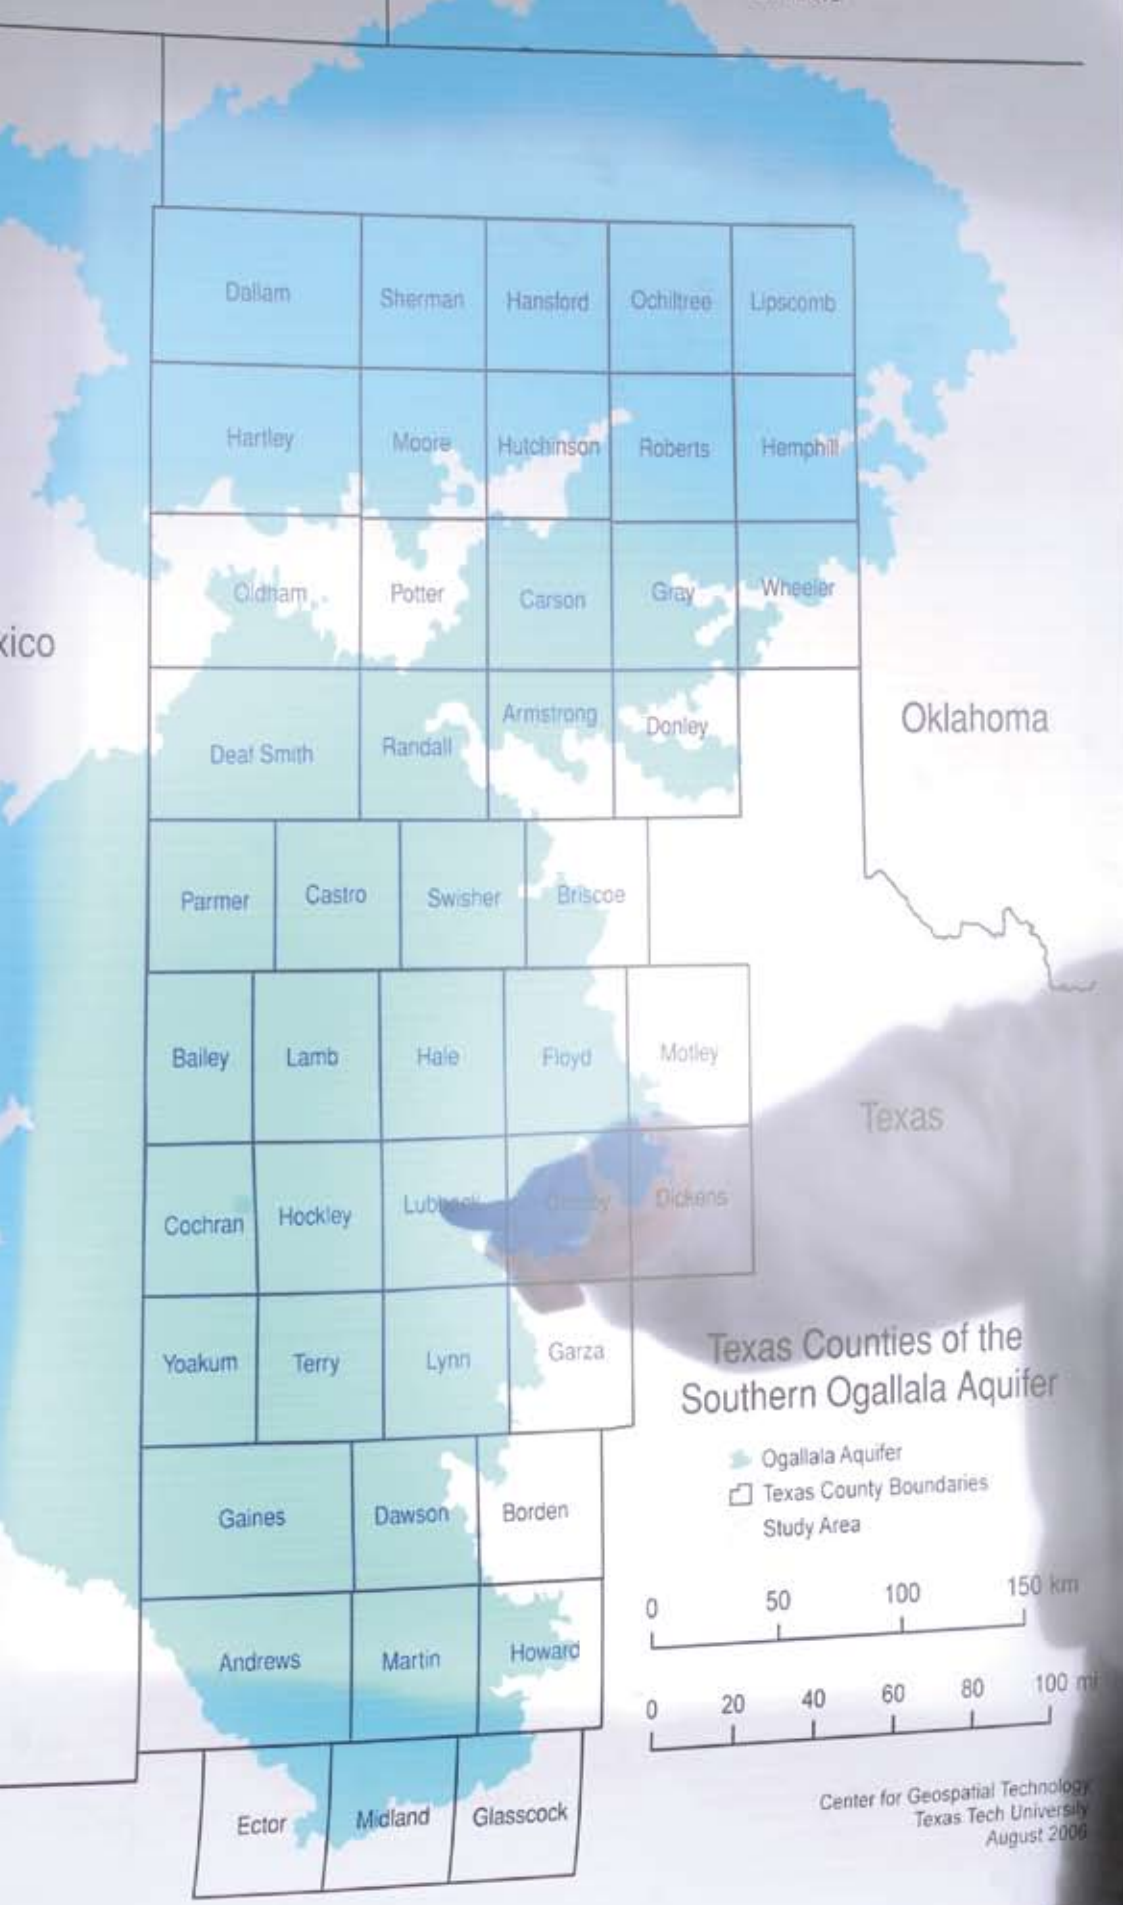 xico
Dallam
Sherman
Hansford
Ochiltree
Lipscomb
Hartley
Moore
Hutchinson
Roberts
Hemphill
Oldham
Potter
Carson
Gray
Wheeler
Deaf Smith
Randall
Armstrong
Donley
Oklahoma
Parmer
Castro
Swisher
Briscoe
Bailey
Lamb
Hale
Floyd
Motley
Texas
Cochran
Hockley
Lubbock
Dickens
Yoakum
Terry
Lynn
Garza
Texas Counties of the
Southern Ogallala Aquifer
Ogallala Aquifer
Texas County Boundaries
Study Area
Gaines
Dawson
Borden
0 50 100 150 km
Andrews
Martin
Howard
0 20 40 60 80 100 mi
Ector
Midland
Glasscock
Center for Geospatial Technology
Texas Tech University
August 2006